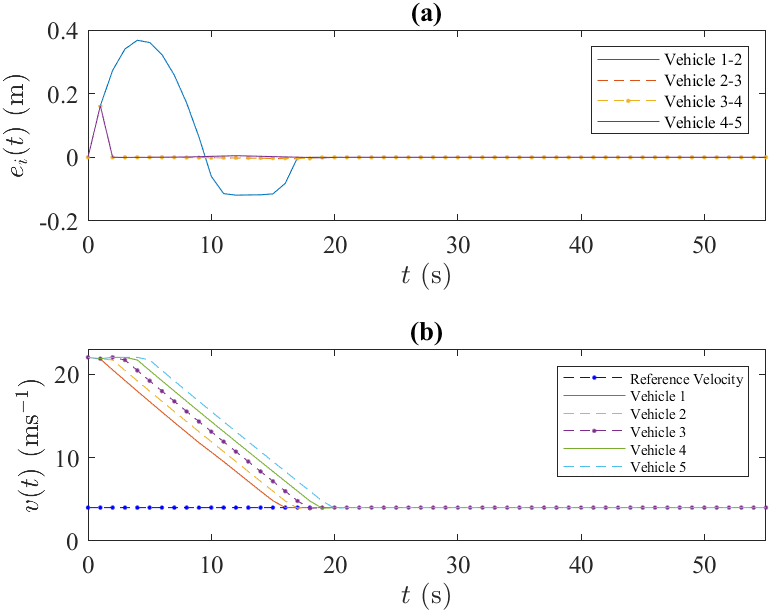 (a)
0.4
0.2
0
-0.2
e_i(t) (m)
Vehicle 1-2
Vehicle 2-3
Vehicle 3-4
Vehicle 4-5
0 10 20 30 40 50
t (s)
(b)
20
10
0
v(t) (ms⁻¹)
Reference Velocity
Vehicle 1
Vehicle 2
Vehicle 3
Vehicle 4
Vehicle 5
0 10 20 30 40 50
t (s)